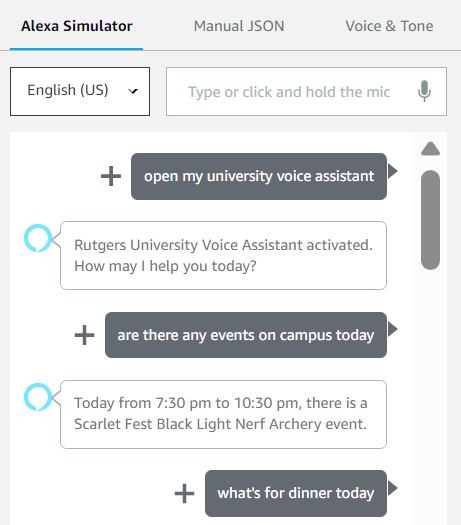 Alexa Simulator
Manual JSON
Voice & Tone
English (US)
Type or click and hold the mic
open my university voice assistant
Rutgers University Voice Assistant activated.
How may I help you today?
are there any events on campus today
Today from 7:30 pm to 10:30 pm, there is a
Scarlet Fest Black Light Nerf Archery event.
what's for dinner today